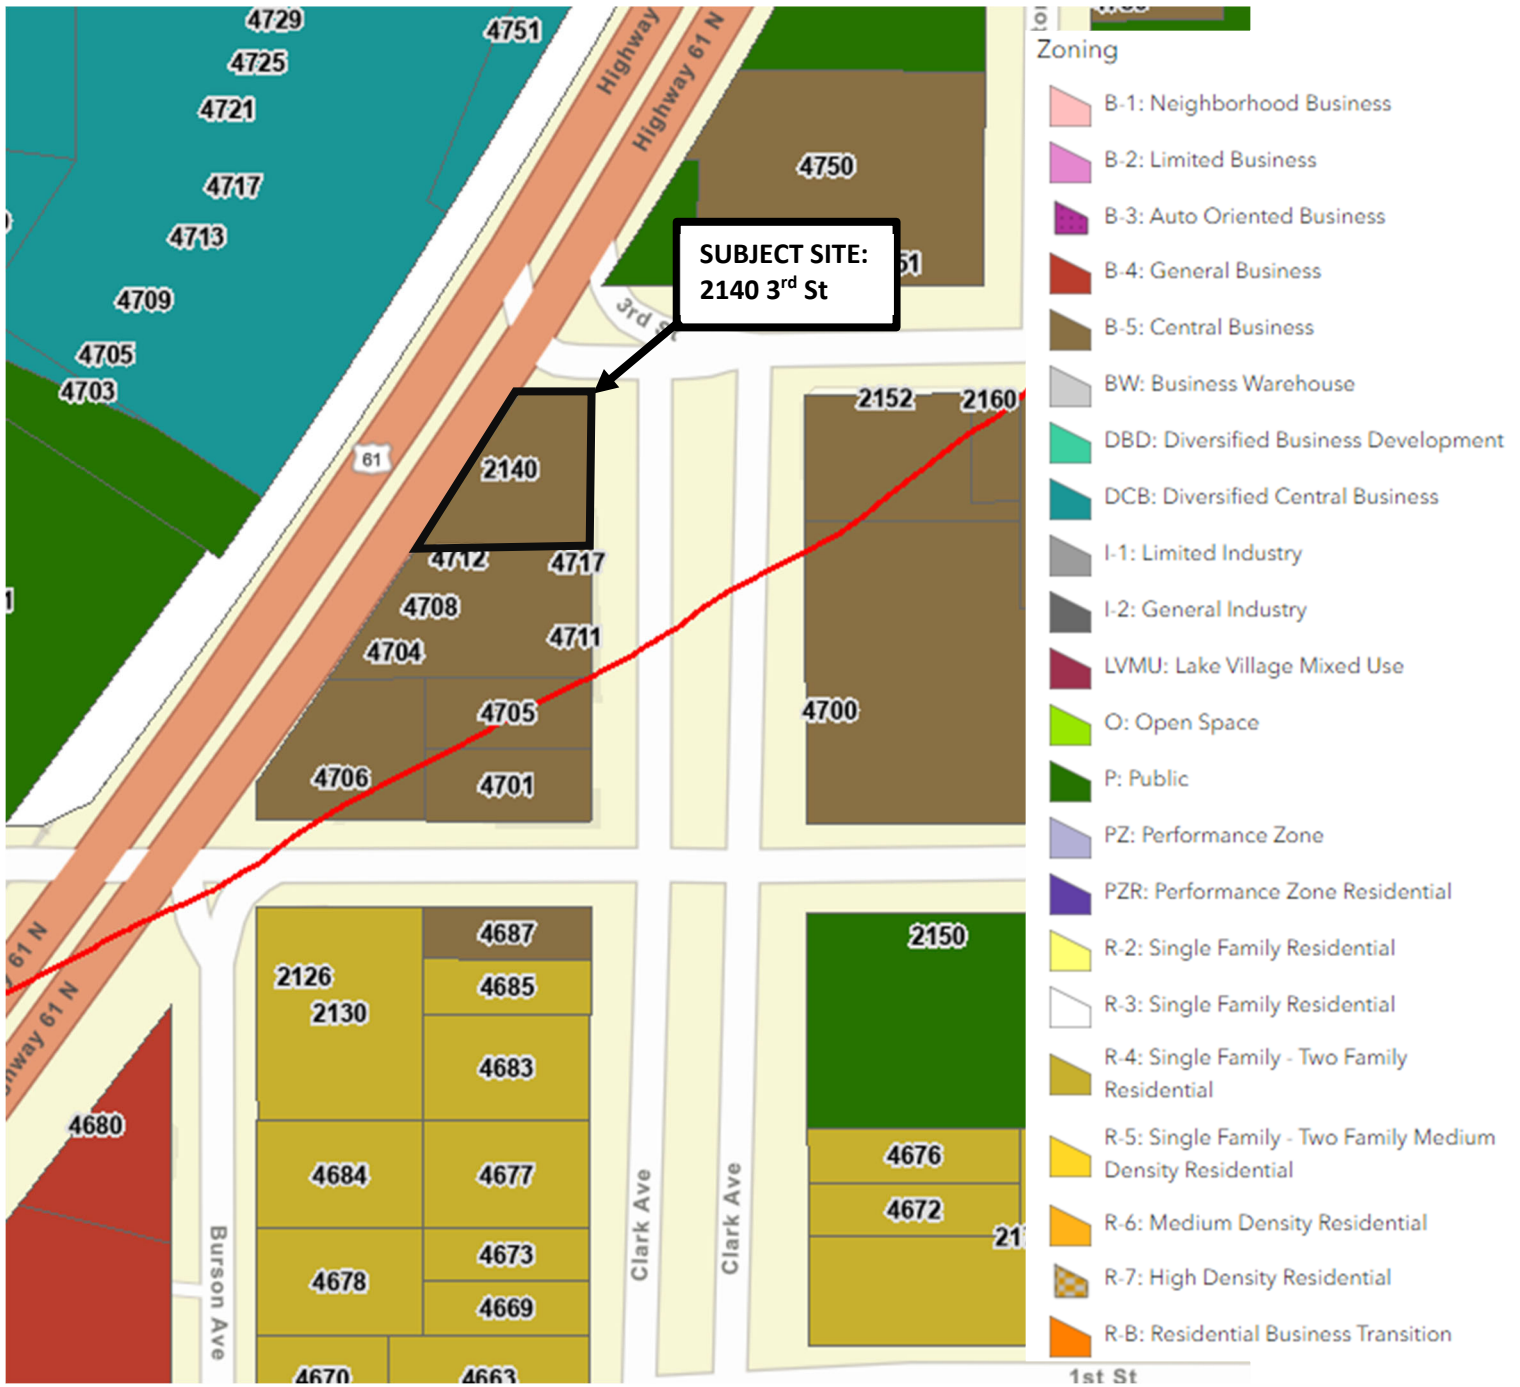 4729
4725
4751
4721
4717
4713
4709
4705
4703
Highway
Highway 61 N
4750
51
SUBJECT SITE:
2140 3rd St
3rd St
61
2140
2152
2160
4712
4717
4708
4711
4704
4705
4700
4706
4701
61 N
hway 61 N
4687
4685
2126
2130
4683
2150
4680
4684
4677
4676
4672
4678
4673
4669
4670
4663
Burson Ave
Clark Ave
Clark Ave
1st St
Zoning
B-1: Neighborhood Business
B-2: Limited Business
B-3: Auto Oriented Business
B-4: General Business
B-5: Central Business
BW: Business Warehouse
DBD: Diversified Business Development
DCB: Diversified Central Business
I-1: Limited Industry
I-2: General Industry
LVMU: Lake Village Mixed Use
O: Open Space
P: Public
PZ: Performance Zone
PZR: Performance Zone Residential
R-2: Single Family Residential
R-3: Single Family Residential
R-4: Single Family - Two Family
Residential
R-5: Single Family - Two Family Medium
Density Residential
R-6: Medium Density Residential
R-7: High Density Residential
R-B: Residential Business Transition